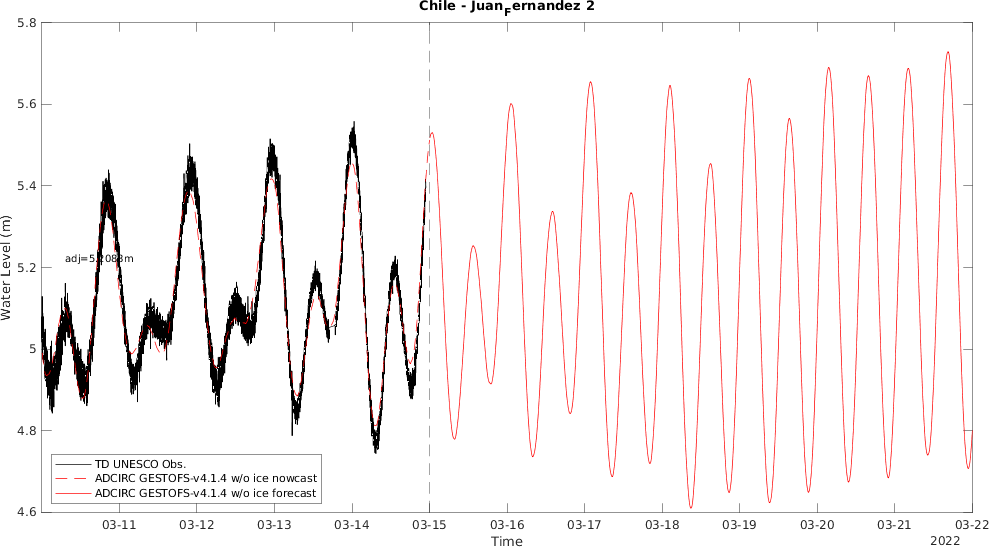 Chile - Juan_Fernandez 2
5.8
5.6
5.4
5.2
5
4.8
4.6
Water Level (m)
adj=5.2083m
TD UNESCO Obs.
ADCIRC GESTOFS-v4.1.4 w/o ice nowcast
ADCIRC GESTOFS-v4.1.4 w/o ice forecast
03-11 03-12 03-13 03-14 03-15 03-16 03-17 03-18 03-19 03-20 03-21 03-22
Time
2022